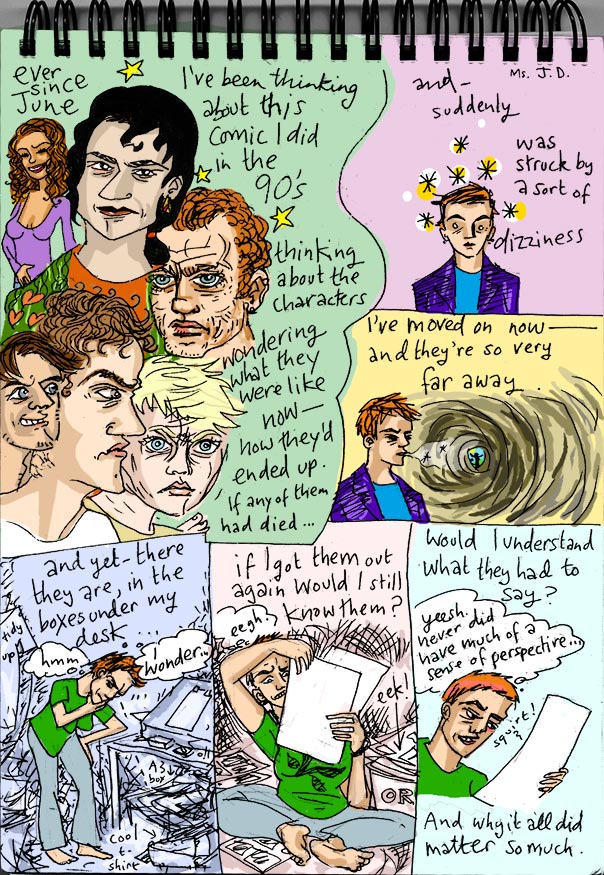 ever
since
June
I've been thinking
about this
Comic I did
in the
90's
thinking
about the
characters
wondering
what they
were like
now—
how they'd
ended up.
If any of them
had died...
Ms. J.D.
and—
suddenly
was
struck by
a sort of
dizziness
I've moved on now—
and they're so very
far away.
and yet—there
they are, in the
boxes under my
desk...
tidy
up
hmm
Wonder...
A3
box
cool
t-
shirt
if I got them out
again would I still
know them?
eegh.
eek!
OR
Would I understand
what they had to
say?
yeesh.
never did
have much of a
sense of perspective...
squirt!
And why it all did
matter so much.